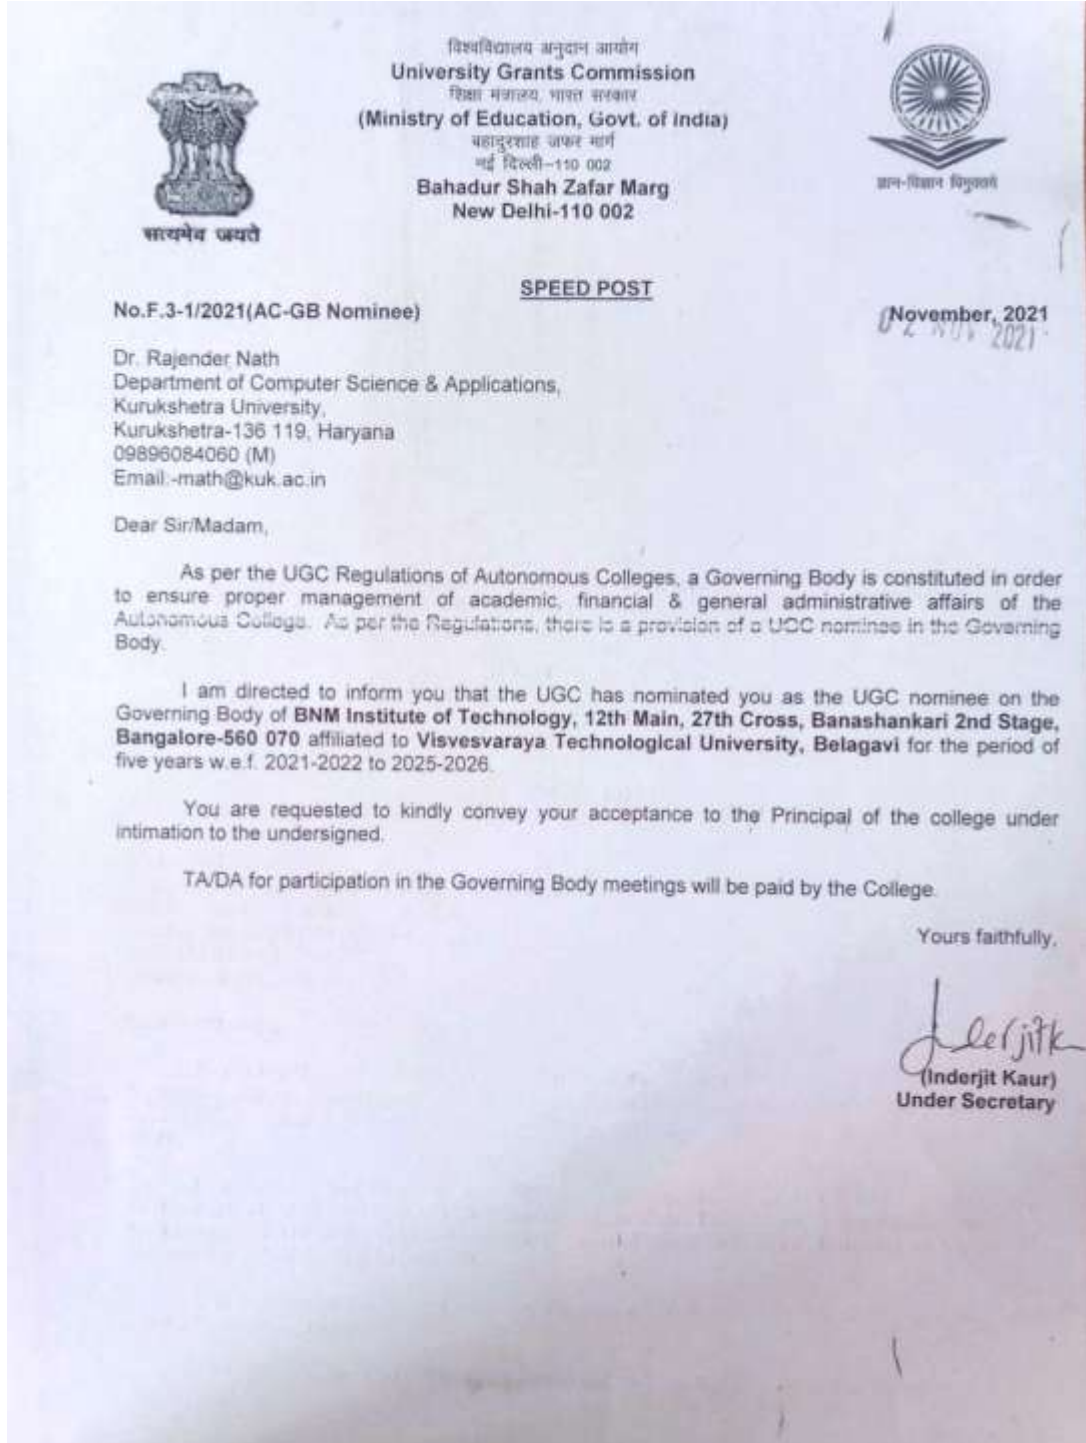 विश्वविद्यालय अनुदान आयोग
University Grants Commission
शिक्षा मंत्रालय, भारत सरकार
(Ministry of Education, Govt. of India)
बहादुरशाह जफर मार्ग
नई दिल्ली-110 002
Bahadur Shah Zafar Marg
New Delhi-110 002
सत्यमेव जयते
ज्ञान-विज्ञान विमुक्तये
SPEED POST
No.F.3-1/2021(AC-GB Nominee)
November, 2021
02 NOV 2021
Dr. Rajender Nath
Department of Computer Science & Applications,
Kurukshetra University,
Kurukshetra-136 119, Haryana
09896084060 (M)
Email:-math@kuk.ac.in
Dear Sir/Madam,
As per the UGC Regulations of Autonomous Colleges, a Governing Body is constituted in order
to ensure proper management of academic, financial & general administrative affairs of the
Autonomous College. As per the Regulations, there is a provision of a UGC nominee in the Governing
Body.
I am directed to inform you that the UGC has nominated you as the UGC nominee on the
Governing Body of BNM Institute of Technology, 12th Main, 27th Cross, Banashankari 2nd Stage,
Bangalore-560 070 affiliated to Visvesvaraya Technological University, Belagavi for the period of
five years w.e.f. 2021-2022 to 2025-2026.
You are requested to kindly convey your acceptance to the Principal of the college under
intimation to the undersigned.
TA/DA for participation in the Governing Body meetings will be paid by the College.
Yours faithfully,
(Inderjit Kaur)
Under Secretary